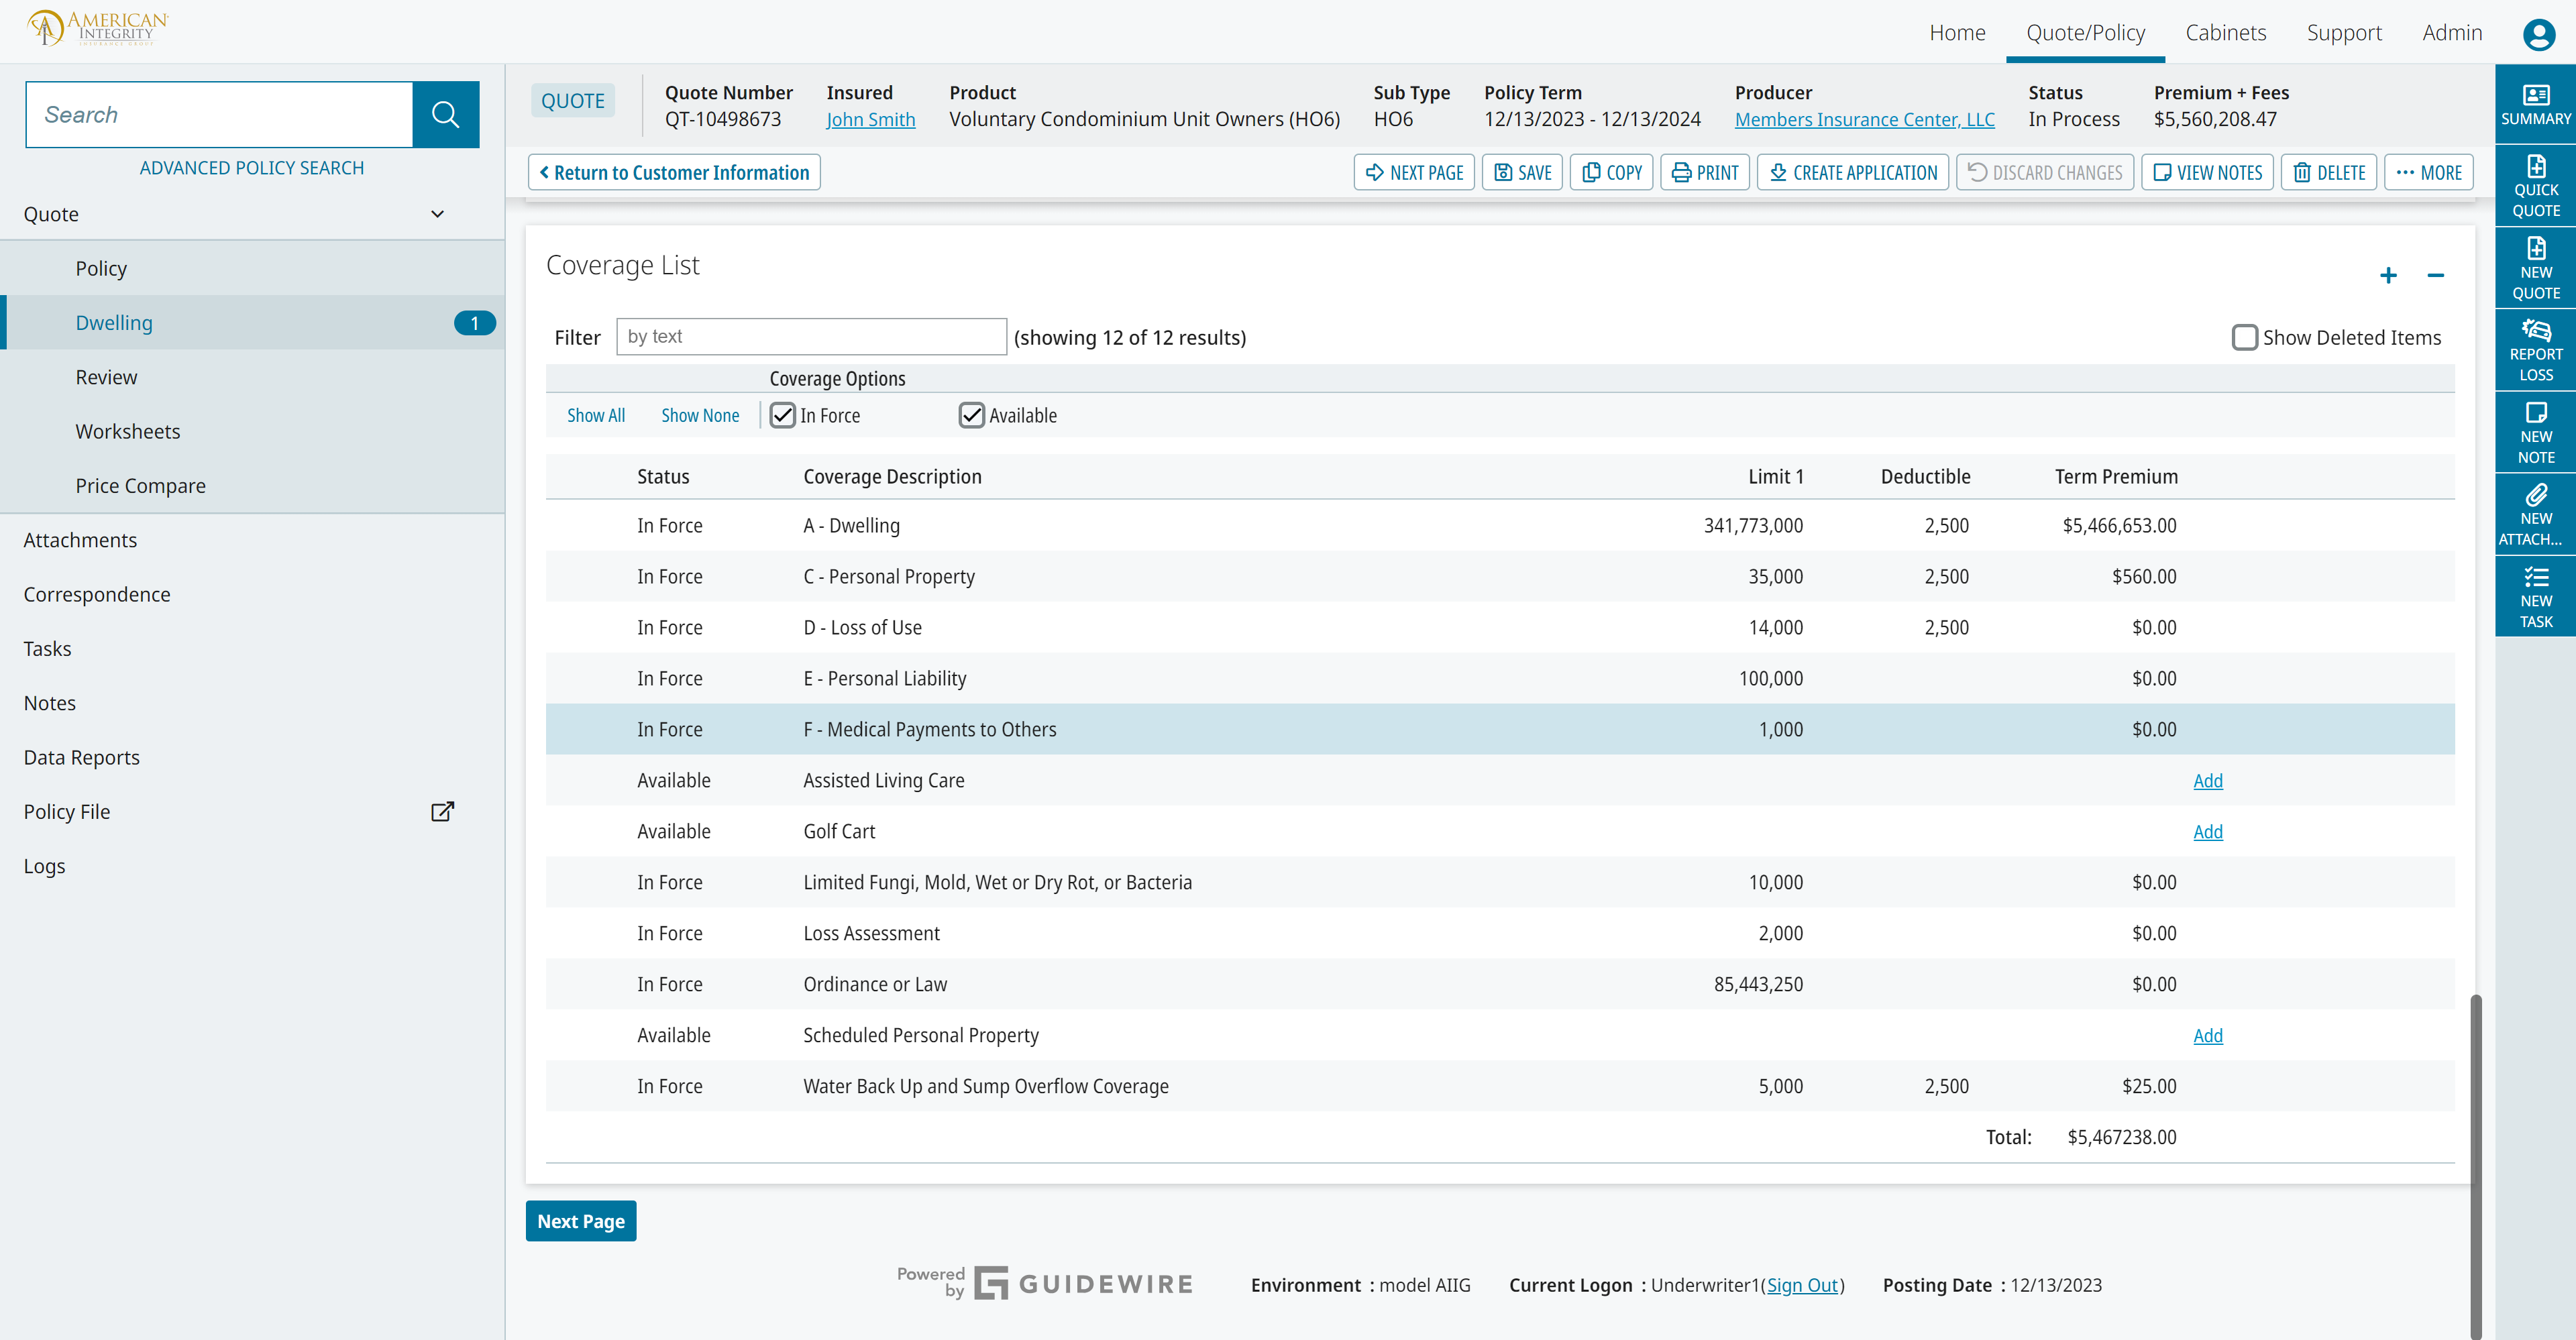 AMERICAN
INTEGRITY
INSURANCE GROUP
Home Quote/Policy Cabinets Support Admin
Search
ADVANCED POLICY SEARCH
Quote
Policy
Dwelling 1
Review
Worksheets
Price Compare
Attachments
Correspondence
Tasks
Notes
Data Reports
Policy File
Logs
QUOTE
Quote Number Insured Product Sub Type Policy Term Producer Status Premium + Fees
QT-10498673 John Smith Voluntary Condominium Unit Owners (HO6) HO6 12/13/2023 - 12/13/2024 Members Insurance Center, LLC In Process $5,560,208.47
Return to Customer Information NEXT PAGE SAVE COPY PRINT CREATE APPLICATION DISCARD CHANGES VIEW NOTES DELETE MORE
Coverage List
Filter by text (showing 12 of 12 results) Show Deleted Items
Coverage Options
Show All Show None In Force Available
Status Coverage Description Limit 1 Deductible Term Premium
In Force A - Dwelling 341,773,000 2,500 $5,466,653.00
In Force C - Personal Property 35,000 2,500 $560.00
In Force D - Loss of Use 14,000 2,500 $0.00
In Force E - Personal Liability 100,000 $0.00
In Force F - Medical Payments to Others 1,000 $0.00
Available Assisted Living Care Add
Available Golf Cart Add
In Force Limited Fungi, Mold, Wet or Dry Rot, or Bacteria 10,000 $0.00
In Force Loss Assessment 2,000 $0.00
In Force Ordinance or Law 85,443,250 $0.00
Available Scheduled Personal Property Add
In Force Water Back Up and Sump Overflow Coverage 5,000 2,500 $25.00
Total: $5,467238.00
Next Page
Powered by GUIDEWIRE Environment : model AIIG Current Logon : Underwriter1(Sign Out) Posting Date : 12/13/2023
SUMMARY
QUICK
QUOTE
NEW
QUOTE
REPORT
LOSS
NEW
NOTE
NEW
ATTACH...
NEW
TASK